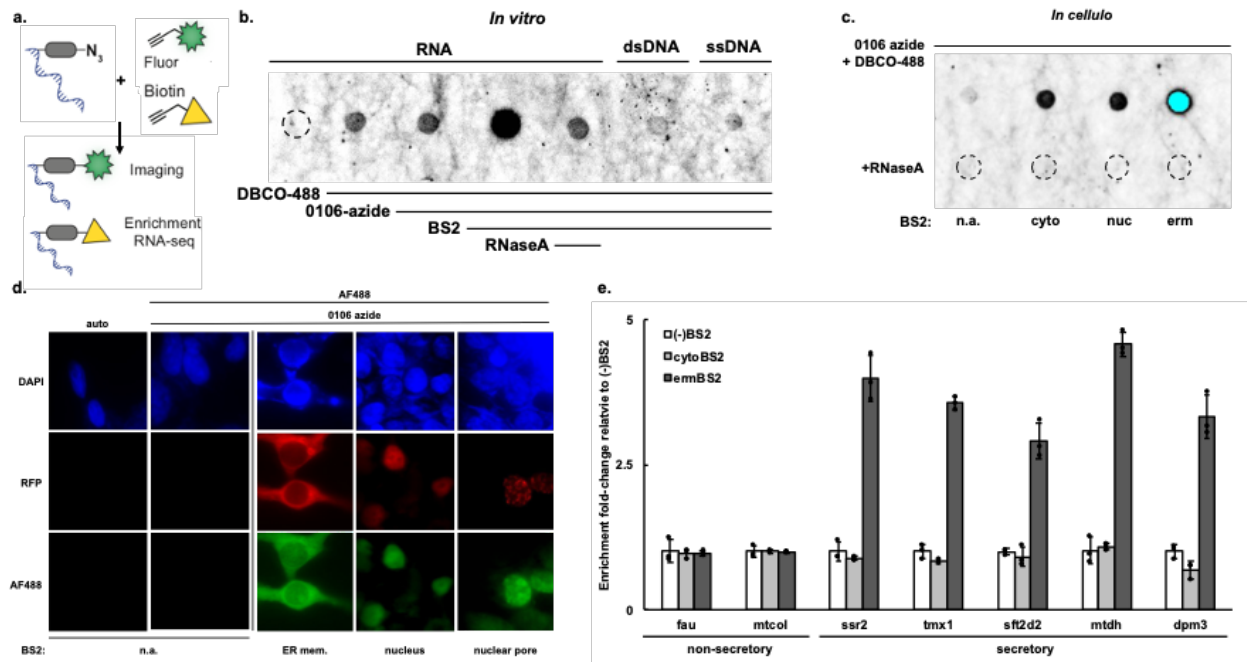 a.
N3
+
Fluor
Biotin
Imaging
Enrichment
RNA-seq
b.
In vitro
RNA
dsDNA
ssDNA
DBCO-488
0106-azide
BS2
RNaseA
c.
In cellulo
0106 azide
+ DBCO-488
+RNaseA
BS2:
n.a.
cyto
nuc
erm
d.
AF488
0106 azide
auto
DAPI
RFP
AF488
BS2:
n.a.
ER mem.
nucleus
nuclear pore
e.
Enrichment fold-change relatvie to (-)BS2
5
2.5
0
(-)BS2
cytoBS2
ermBS2
fau
mtcol
ssr2
tmx1
sft2d2
mtdh
dpm3
non-secretory
secretory